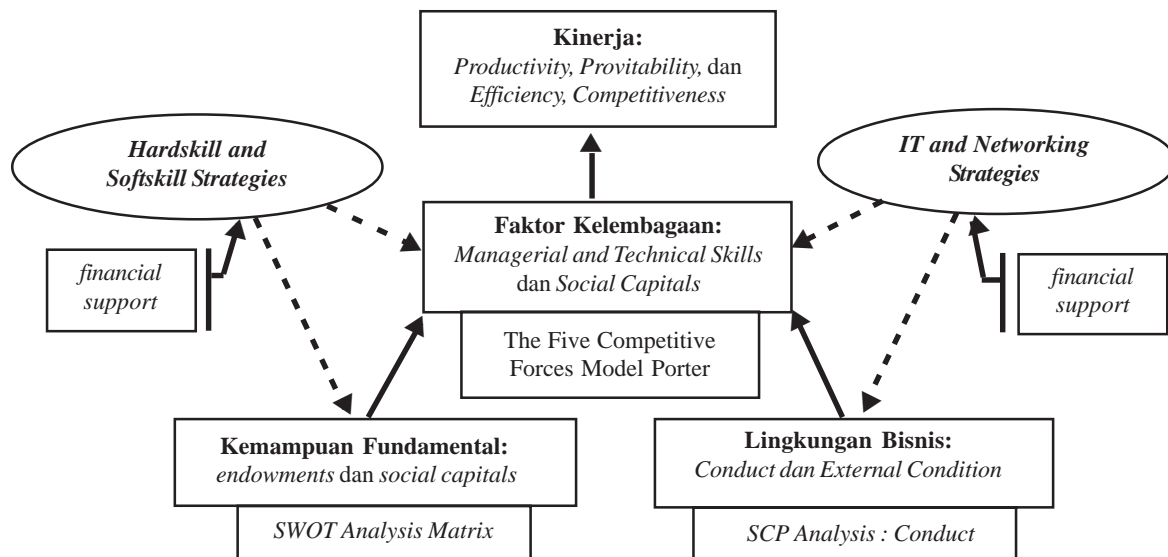 Kinerja:
Productivity, Provitability, dan
Efficiency, Competitiveness
Hardskill and
Softskill Strategies
IT and Networking
Strategies
Faktor Kelembagaan:
Managerial and Technical Skills
dan Social Capitals
financial
support
financial
support
The Five Competitive
Forces Model Porter
Kemampuan Fundamental:
endowments dan social capitals
Lingkungan Bisnis:
Conduct dan External Condition
SWOT Analysis Matrix
SCP Analysis : Conduct